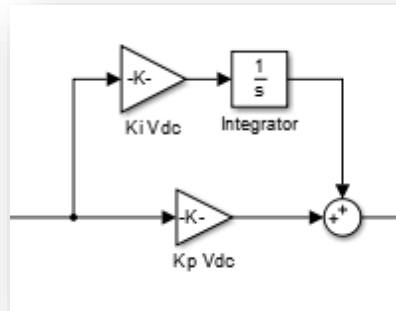 -K-
1
s
Ki Vdc
Integrator
-K-
Kp Vdc
+
+